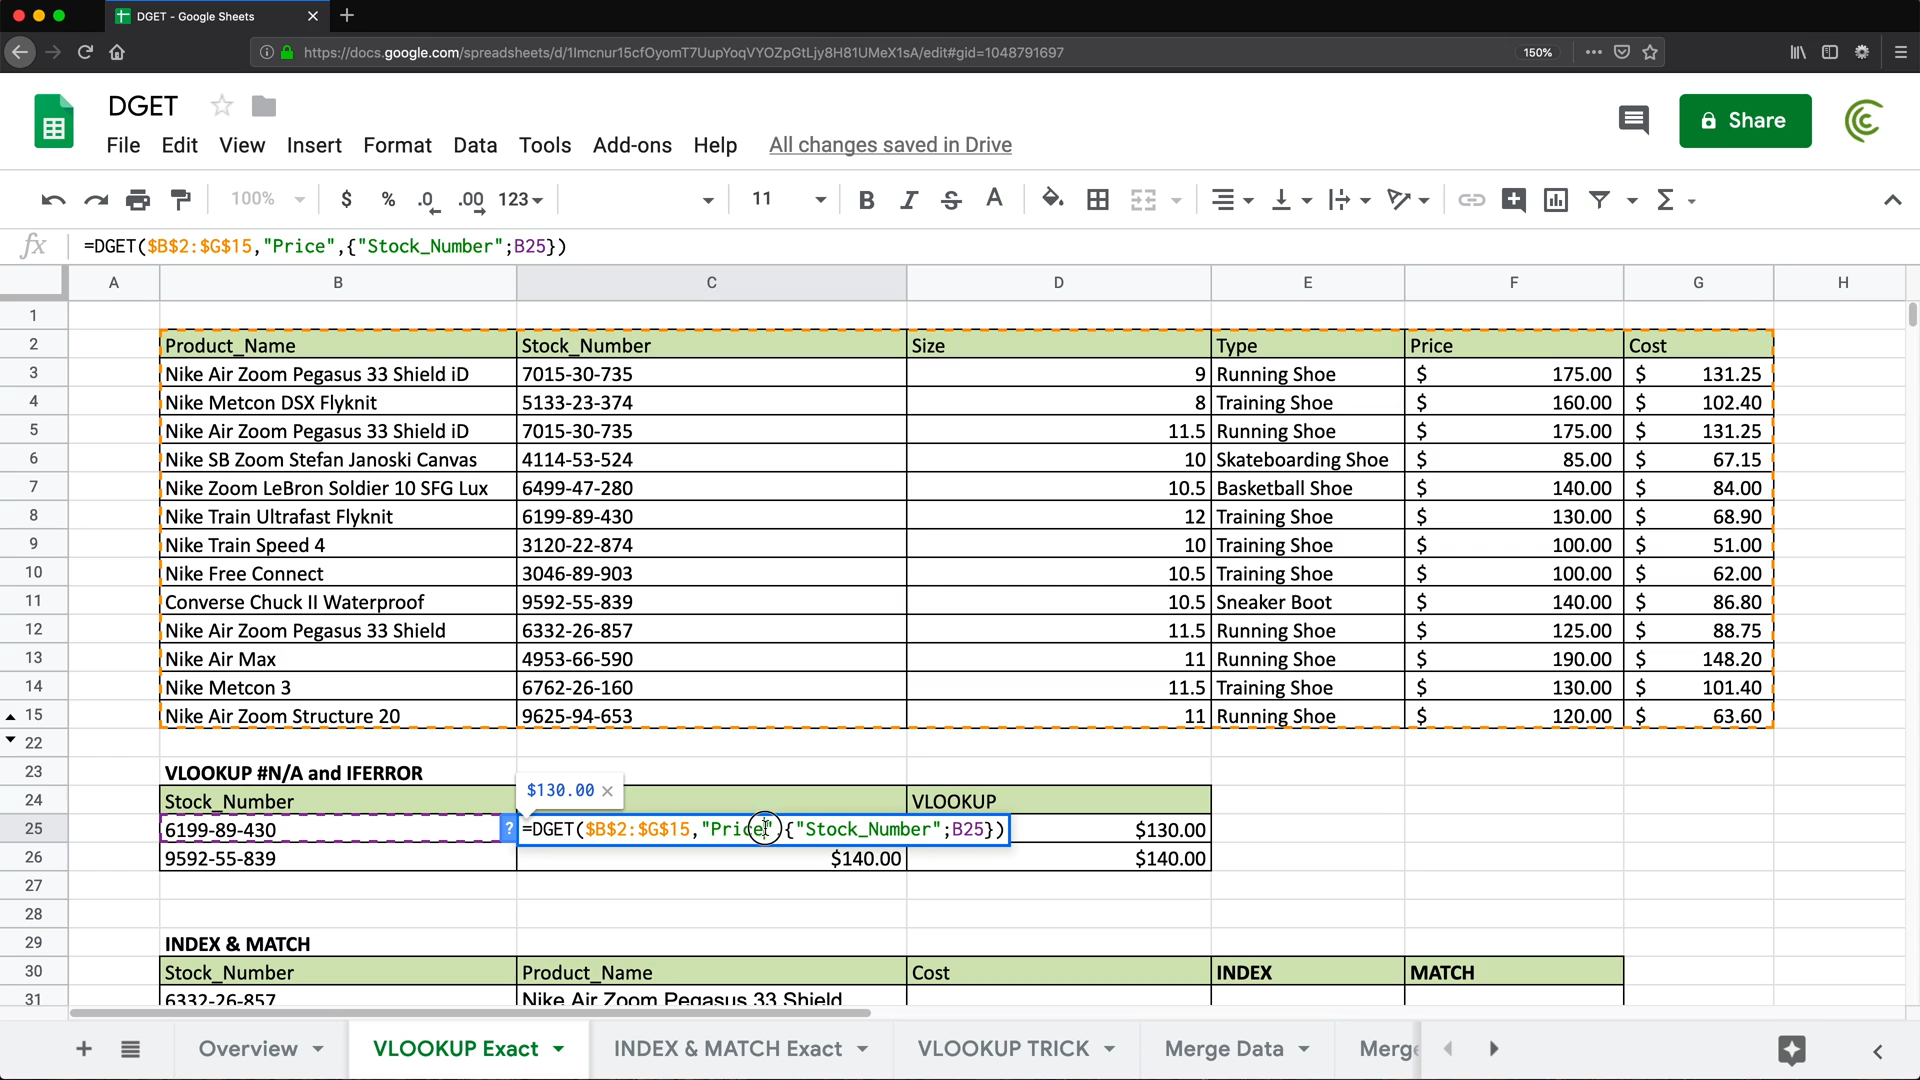 DGET - Google Sheets
https://docs.google.com/spreadsheets/d/1Imcnur15cfOyomT7UupYoqVYOZpGtLjy8H81UMeX1sA/edit#gid=1048791697 150%
DGET
Share
File Edit View Insert Format Data Tools Add-ons Help All changes saved in Drive
100% $ % .0 .00 123 11 B I S A Σ
fx =DGET($B$2:$G$15,"Price",{"Stock_Number";B25})
A B C D E F G H
1
2 Product_Name Stock_Number Size Type Price Cost
3 Nike Air Zoom Pegasus 33 Shield iD 7015-30-735 9 Running Shoe $ 175.00 $ 131.25
4 Nike Metcon DSX Flyknit 5133-23-374 8 Training Shoe $ 160.00 $ 102.40
5 Nike Air Zoom Pegasus 33 Shield iD 7015-30-735 11.5 Running Shoe $ 175.00 $ 131.25
6 Nike SB Zoom Stefan Janoski Canvas 4114-53-524 10 Skateboarding Shoe $ 85.00 $ 67.15
7 Nike Zoom LeBron Soldier 10 SFG Lux 6499-47-280 10.5 Basketball Shoe $ 140.00 $ 84.00
8 Nike Train Ultrafast Flyknit 6199-89-430 12 Training Shoe $ 130.00 $ 68.90
9 Nike Train Speed 4 3120-22-874 10 Training Shoe $ 100.00 $ 51.00
10 Nike Free Connect 3046-89-903 10.5 Training Shoe $ 100.00 $ 62.00
11 Converse Chuck II Waterproof 9592-55-839 10.5 Sneaker Boot $ 140.00 $ 86.80
12 Nike Air Zoom Pegasus 33 Shield 6332-26-857 11.5 Running Shoe $ 125.00 $ 88.75
13 Nike Air Max 4953-66-590 11 Running Shoe $ 190.00 $ 148.20
14 Nike Metcon 3 6762-26-160 11.5 Training Shoe $ 130.00 $ 101.40
15 Nike Air Zoom Structure 20 9625-94-653 11 Running Shoe $ 120.00 $ 63.60
22
23 VLOOKUP #N/A and IFERROR
$130.00 ×
24 Stock_Number VLOOKUP
25 6199-89-430 ? =DGET($B$2:$G$15,"Price",{"Stock_Number";B25}) $130.00
26 9592-55-839 $140.00 $140.00
27
28
29 INDEX & MATCH
30 Stock_Number Product_Name Cost INDEX MATCH
31 6332-26-857 Nike Air Zoom Pegasus 33 Shield
Overview VLOOKUP Exact INDEX & MATCH Exact VLOOKUP TRICK Merge Data Merge